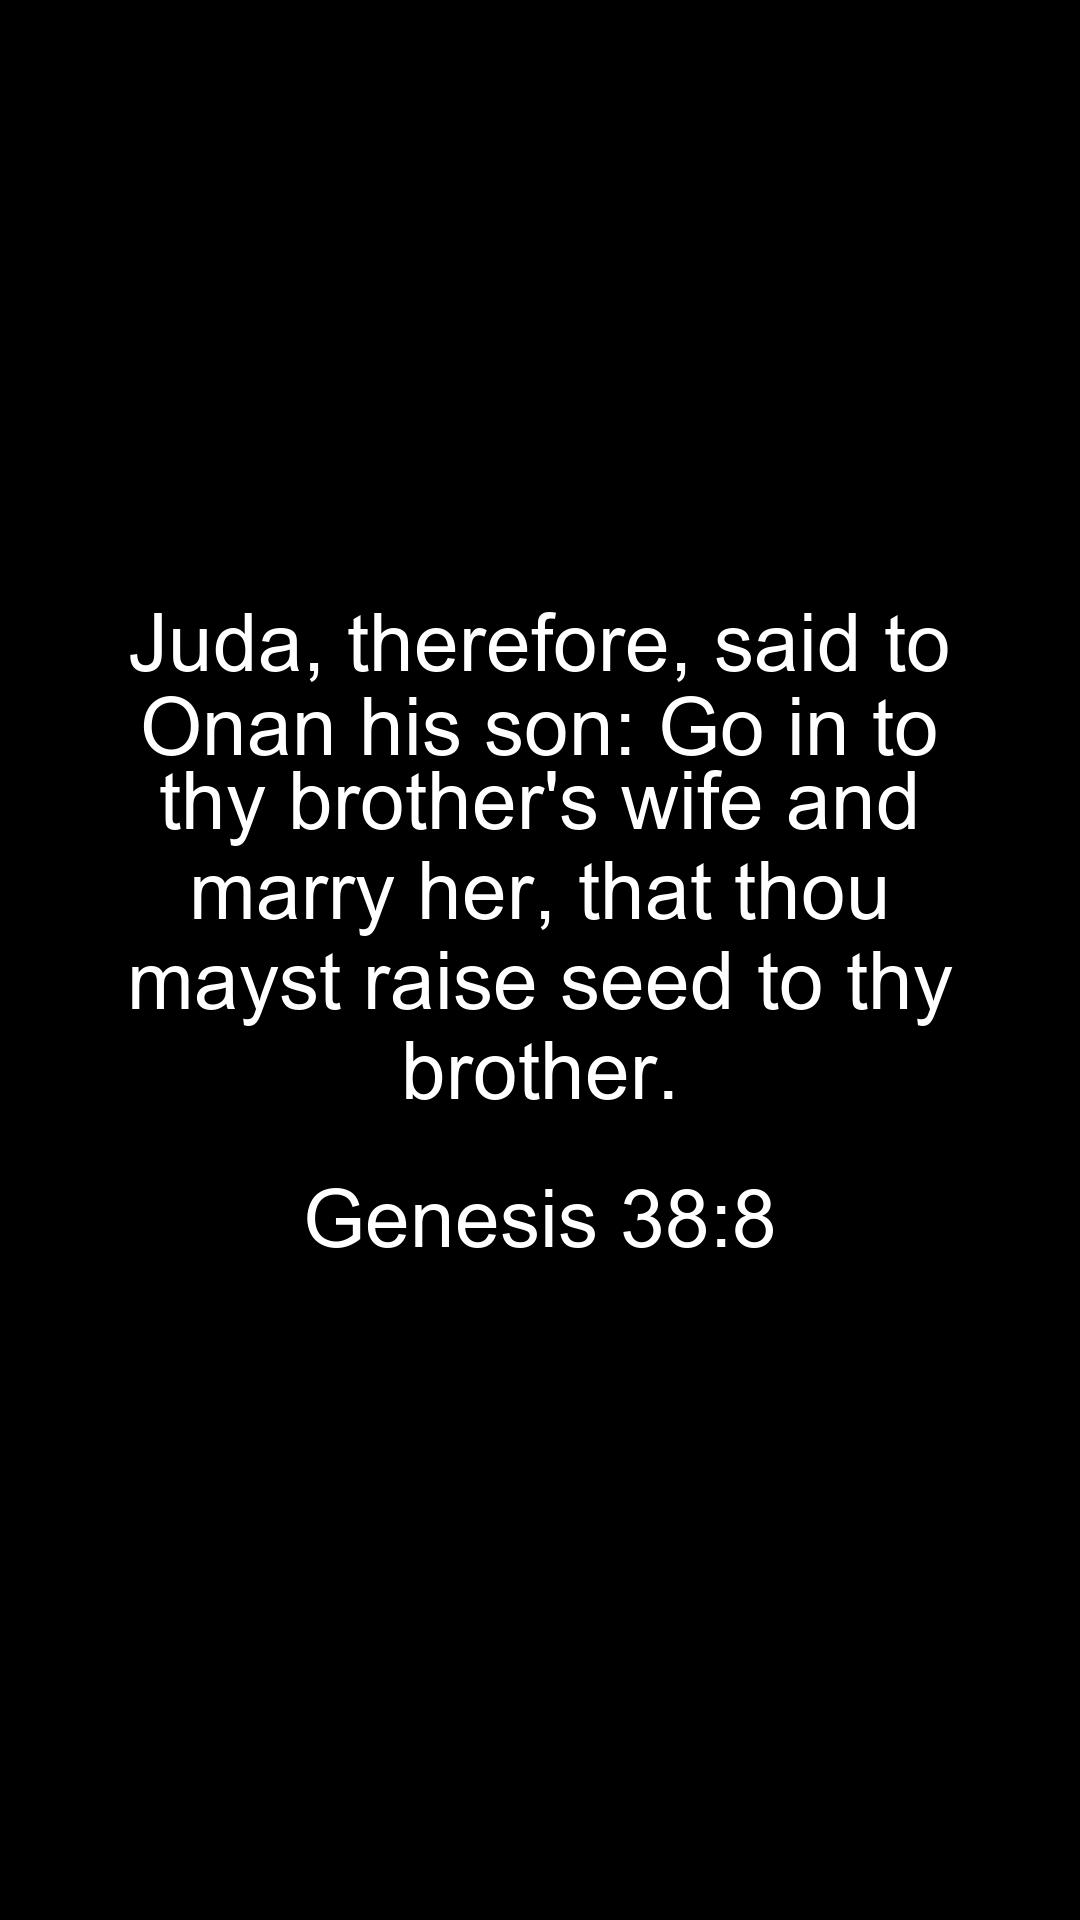 Juda, therefore, said to
Onan his son: Go in to
thy brother's wife and
marry her, that thou
mayst raise seed to thy
brother.
Genesis 38:8